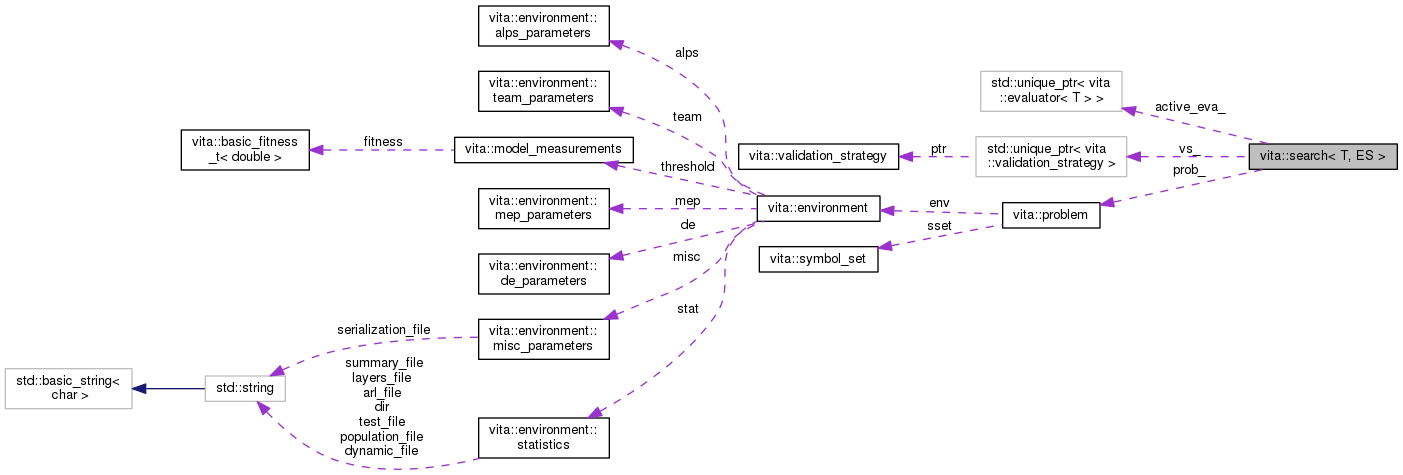 vita::environment::
alps_parameters
alps
vita::environment::
team_parameters
std::unique_ptr< vita
::evaluator< T > >
active_eva_
team
vita::basic_fitness
_t< double >
fitness
vita::model_measurements
vita::validation_strategy
ptr
std::unique_ptr< vita
::validation_strategy >
vs_
vita::search< T, ES >
threshold
prob_
vita::environment::
mep_parameters
mep
vita::environment
env
vita::problem
de
sset
vita::symbol_set
vita::environment::
de_parameters
misc
stat
serialization_file
vita::environment::
misc_parameters
summary_file
layers_file
arl_file
dir
test_file
population_file
dynamic_file
std::basic_string<
char >
std::string
vita::environment::
statistics